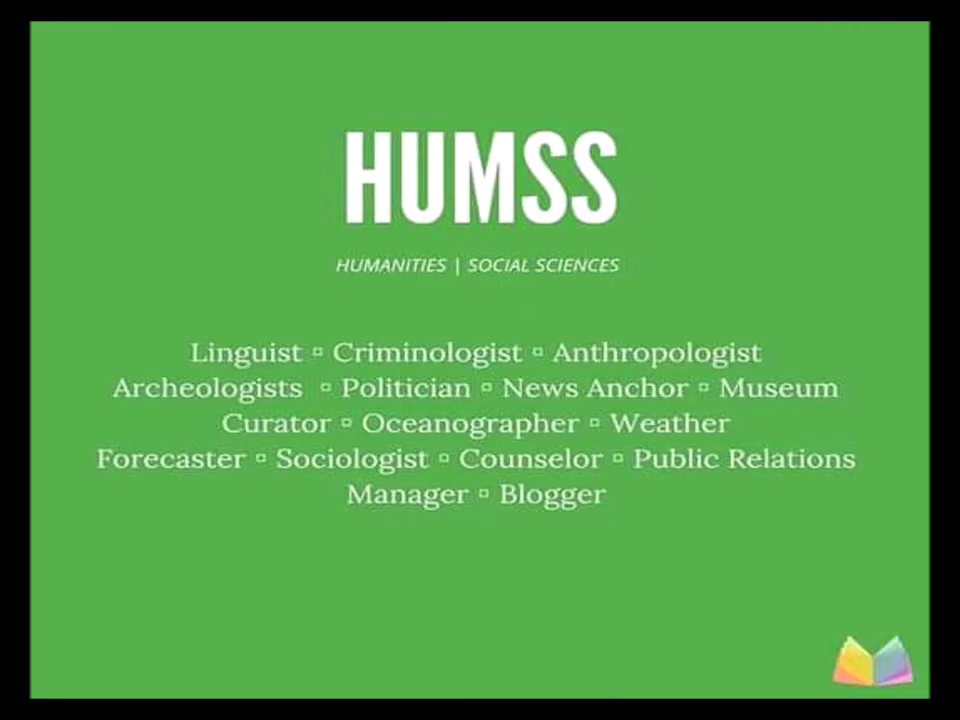 HUMSS
HUMANITIES | SOCIAL SCIENCES
Linguist ▫ Criminologist ▫ Anthropologist
Archeologists ▫ Politician ▫ News Anchor ▫ Museum
Curator ▫ Oceanographer ▫ Weather
Forecaster ▫ Sociologist ▫ Counselor ▫ Public Relations
Manager ▫ Blogger